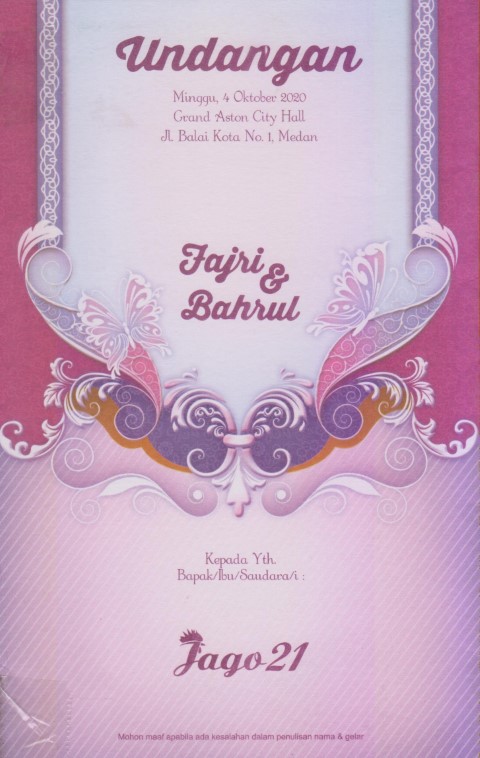 Undangan
Minggu, 4 Oktober 2020
Grand Aston City Hall
Jl. Balai Kota No. 1, Medan
Fajri
&
Bahrul
Kepada Yth.
Bapak/Ibu/Saudara/i :
Jago21
Mohon maaf apabila ada kesalahan dalam penulisan nama & gelar